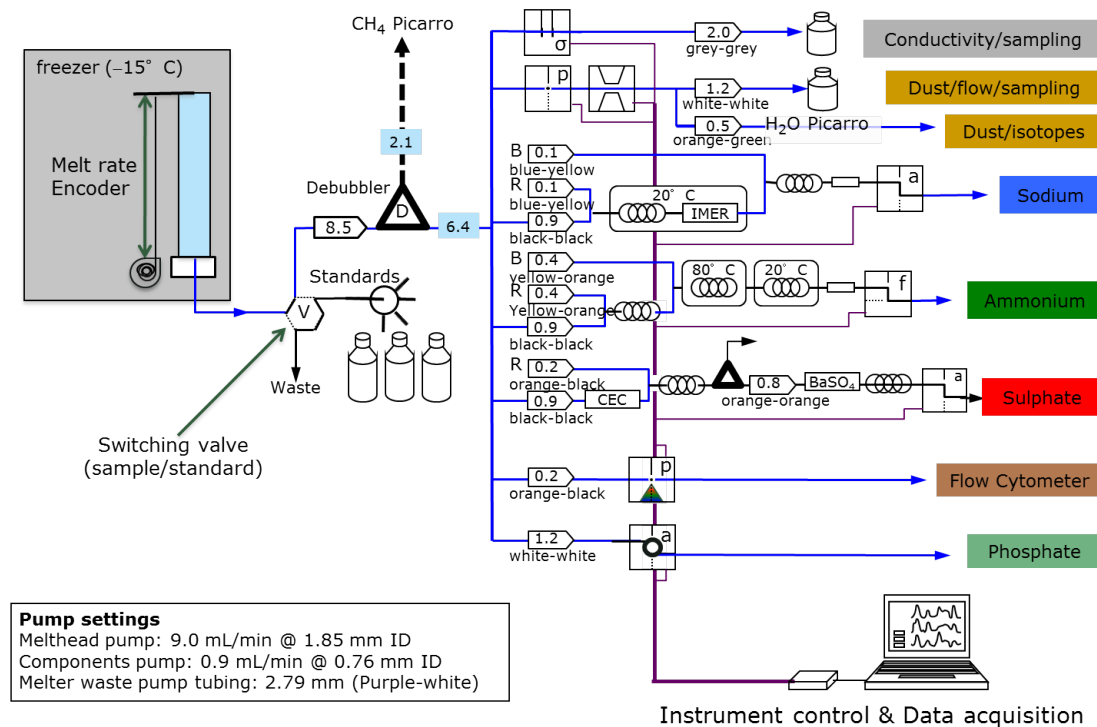 CH4 Picarro
freezer (−15° C)
Melt rate
Encoder
2.1
Debubbler
D
8.5
6.4
Standards
V
Waste
Switching valve
(sample/standard)
σ
2.0
grey-grey
Conductivity/sampling
p
1.2
white-white
Dust/flow/sampling
0.5
orange-green
H2O Picarro
Dust/isotopes
B
0.1
blue-yellow
R
0.1
blue-yellow
0.9
black-black
20° C
IMER
a
Sodium
B
0.4
yellow-orange
R
0.4
Yellow-orange
0.9
black-black
80° C
20° C
f
Ammonium
R
0.2
orange-black
0.9
black-black
CEC
0.8
orange-orange
BaSO4
a
Sulphate
0.2
orange-black
p
Flow Cytometer
1.2
white-white
a
Phosphate
Pump settings
Melthead pump: 9.0 mL/min @ 1.85 mm ID
Components pump: 0.9 mL/min @ 0.76 mm ID
Melter waste pump tubing: 2.79 mm (Purple-white)
Instrument control & Data acquisition